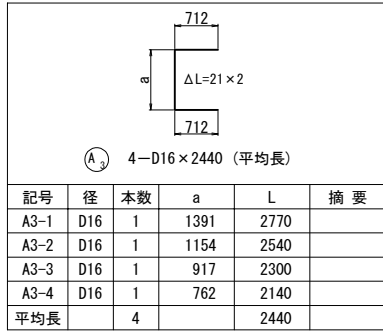 712
a
ΔL=21×2
712
A3 4－D16×2440（平均長）
記号 径 本数 a L 摘 要
A3-1 D16 1 1391 2770
A3-2 D16 1 1154 2540
A3-3 D16 1 917 2300
A3-4 D16 1 762 2140
平均長 4 2440